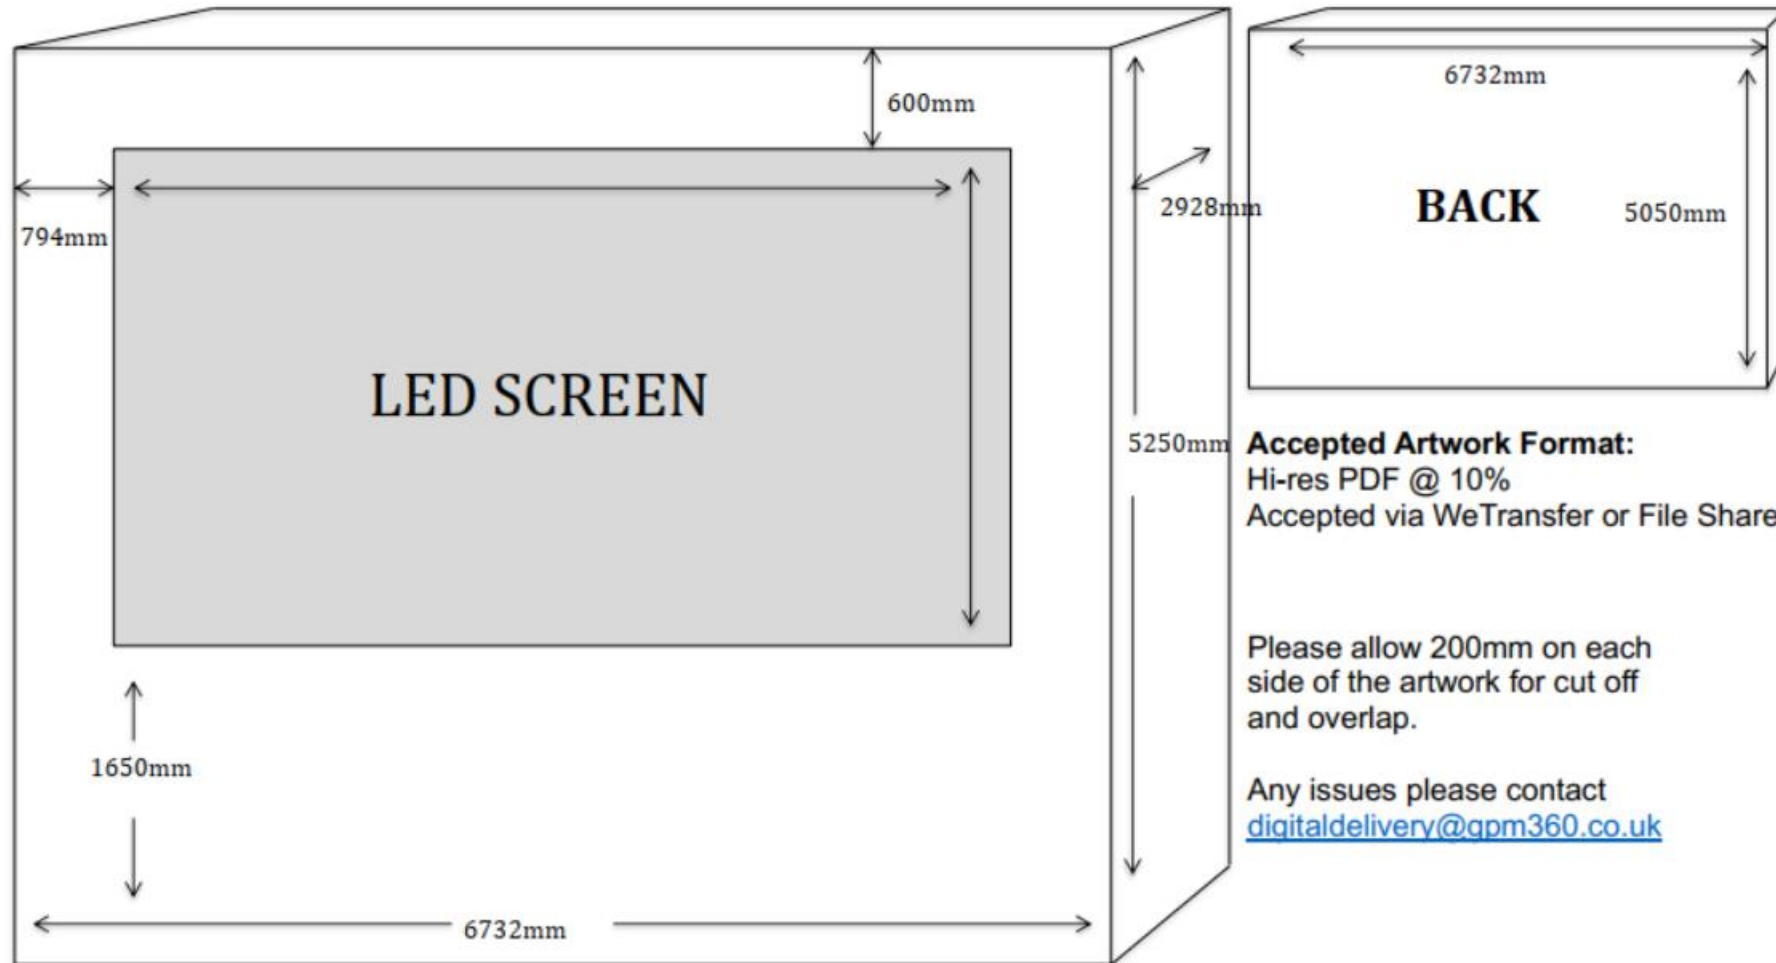 600mm
794mm
LED SCREEN
2928mm
5250mm
1650mm
6732mm
6732mm
BACK
5050mm
Accepted Artwork Format:
Hi-res PDF @ 10%
Accepted via WeTransfer or File Share
Please allow 200mm on each
side of the artwork for cut off
and overlap.
Any issues please contact
digitaldelivery@gpm360.co.uk